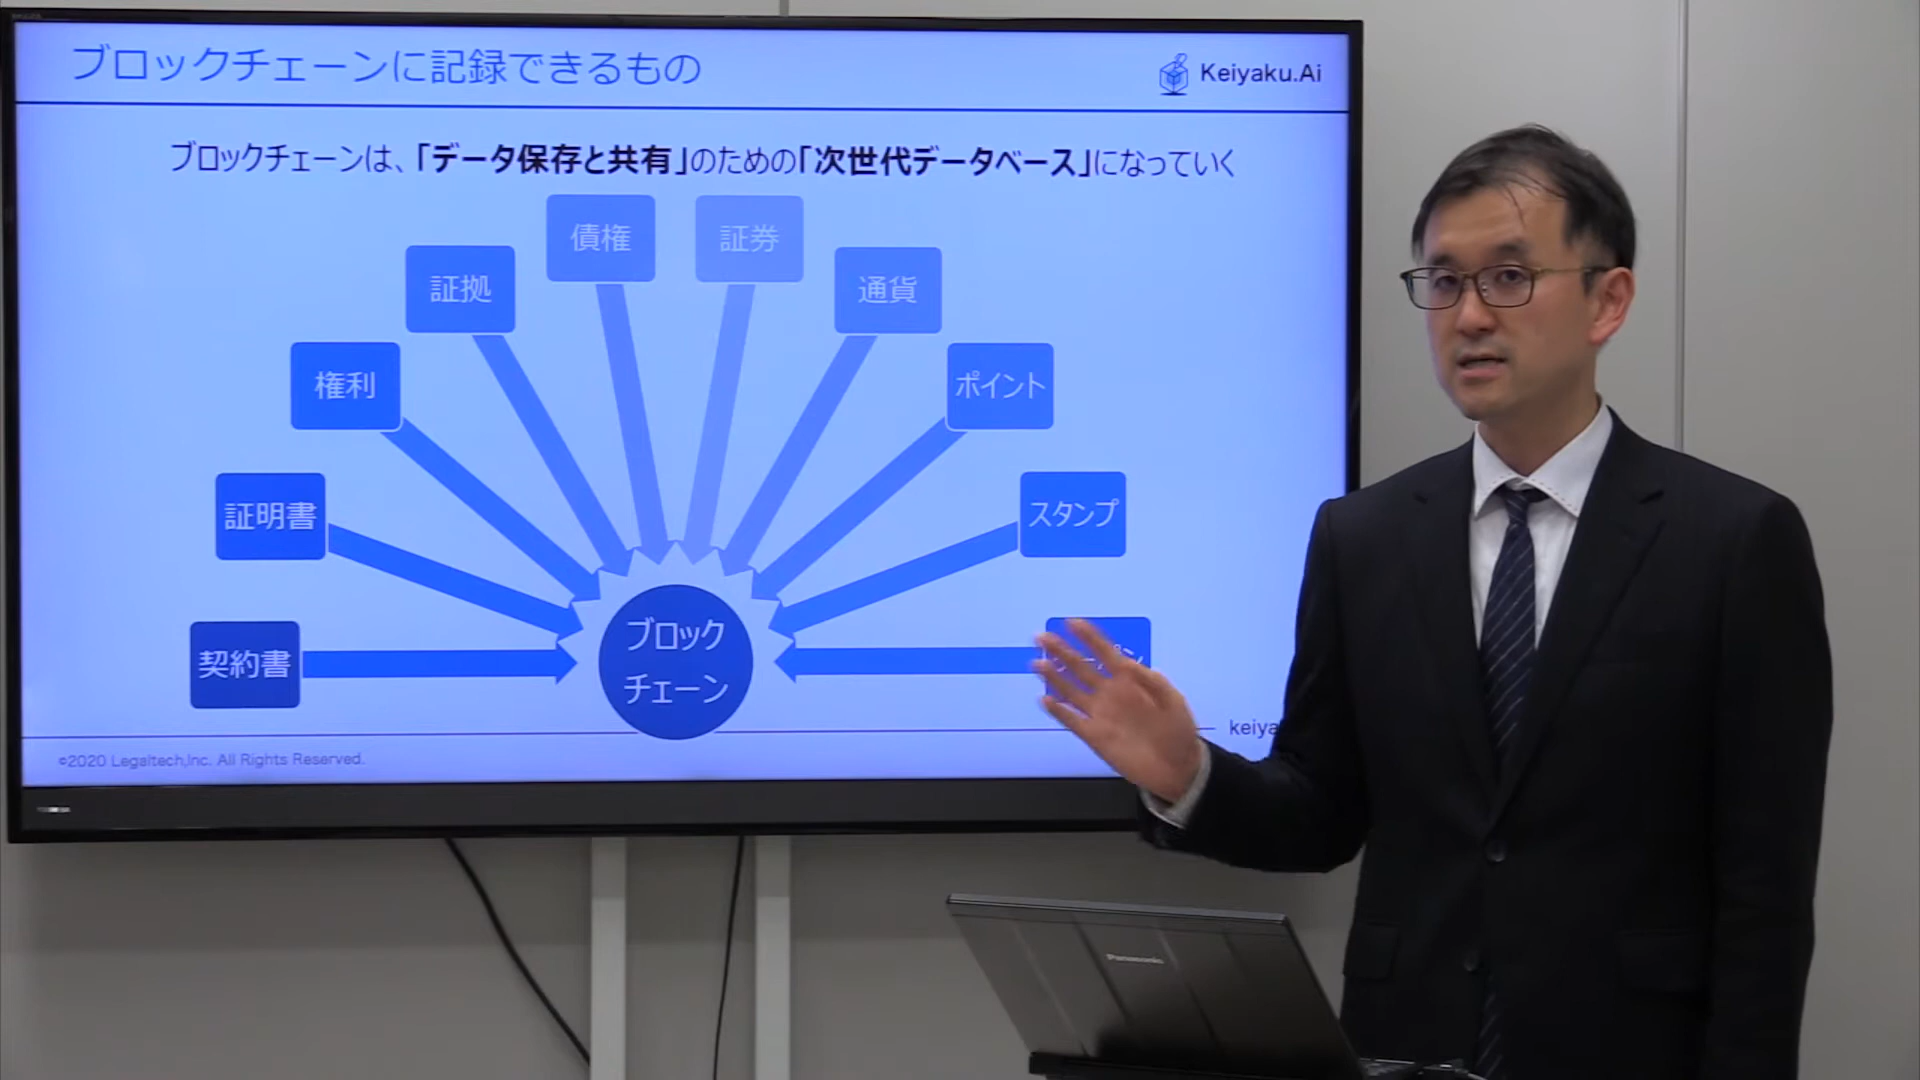 ブロックチェーンに記録できるもの
Keiyaku.Ai
ブロックチェーンは、「データ保存と共有」のための「次世代データベース」になっていく
債権
証券
証拠
通貨
権利
ポイント
証明書
スタンプ
契約書
ブロック
チェーン
©2020 Legaltech,Inc. All Rights Reserved.
Panasonic